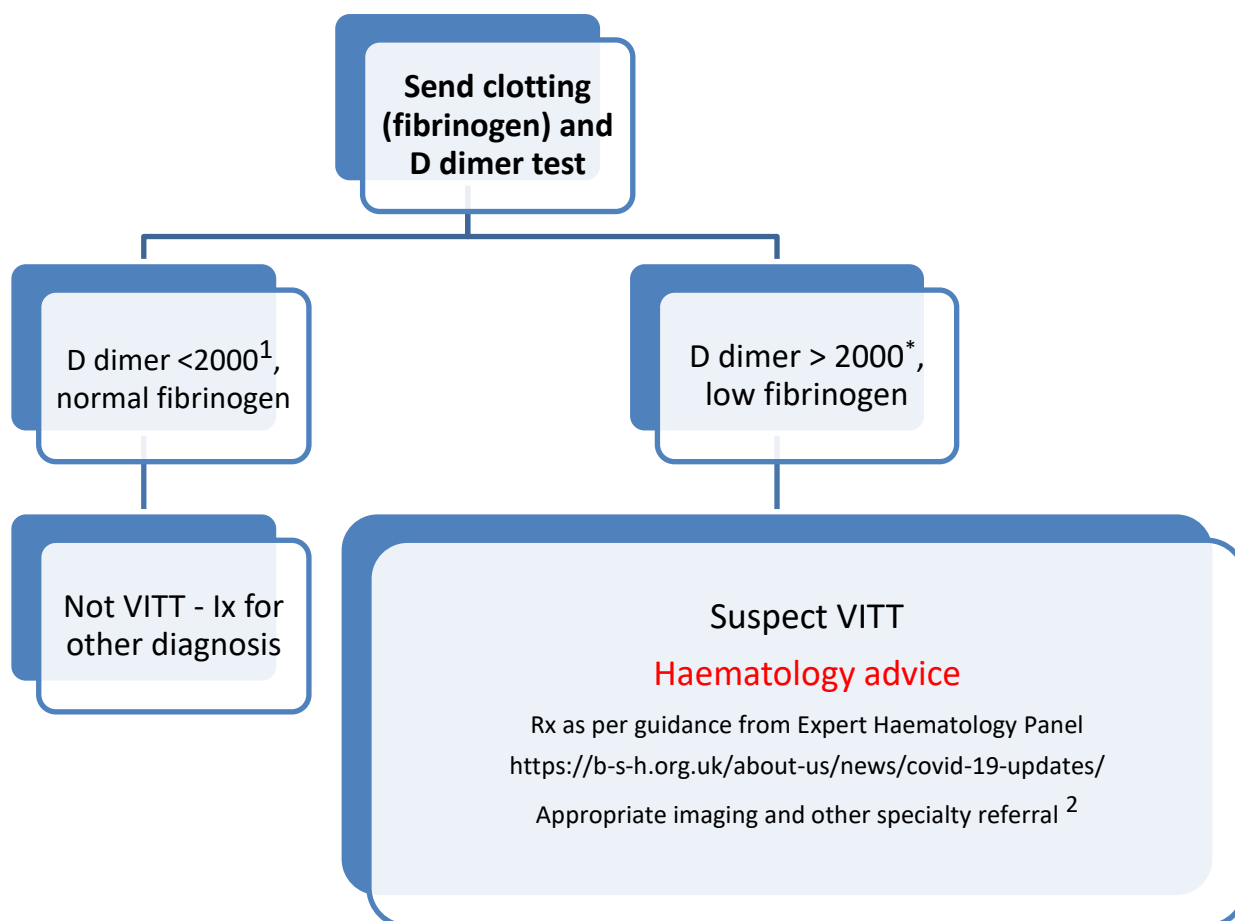 Send clotting
(fibrinogen) and
D dimer test
D dimer <2000¹,
normal fibrinogen
D dimer > 2000*,
low fibrinogen
Not VITT - Ix for
other diagnosis
Suspect VITT
Haematology advice
Rx as per guidance from Expert Haematology Panel
https://b-s-h.org.uk/about-us/news/covid-19-updates/
Appropriate imaging and other specialty referral ²